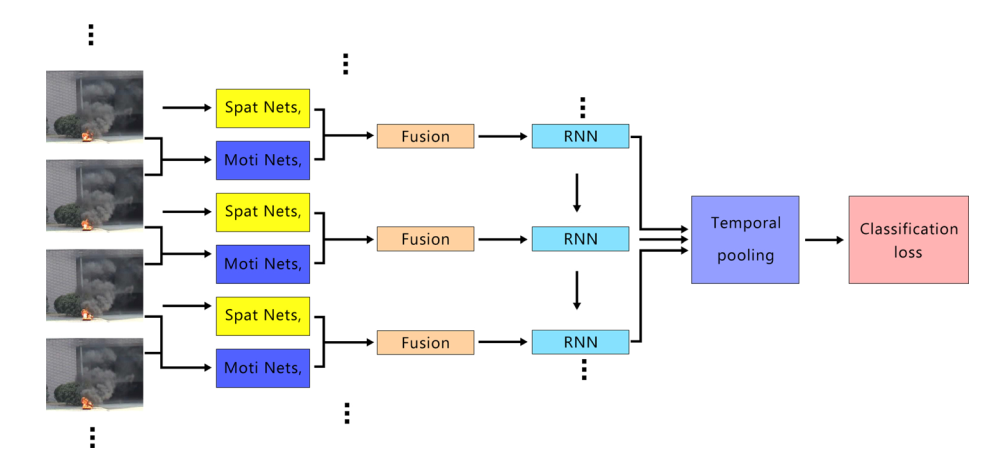 Spat Nets,
Moti Nets,
Fusion
RNN
Spat Nets,
Moti Nets,
Fusion
RNN
Temporal
pooling
Classification
loss
Spat Nets,
Moti Nets,
Fusion
RNN